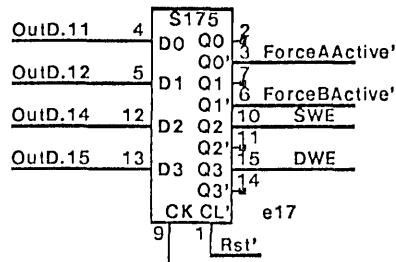 S175
OutD.11 4 D0 Q0 2
Q0' 3 ForceAActive'
OutD.12 5 D1 Q1 7
Q1' 6 ForceBActive'
OutD.14 12 D2 Q2 10 SWE
Q2' 11
OutD.15 13 D3 Q3 15 DWE
Q3' 14
CK CL' e17
9 1 Rst'